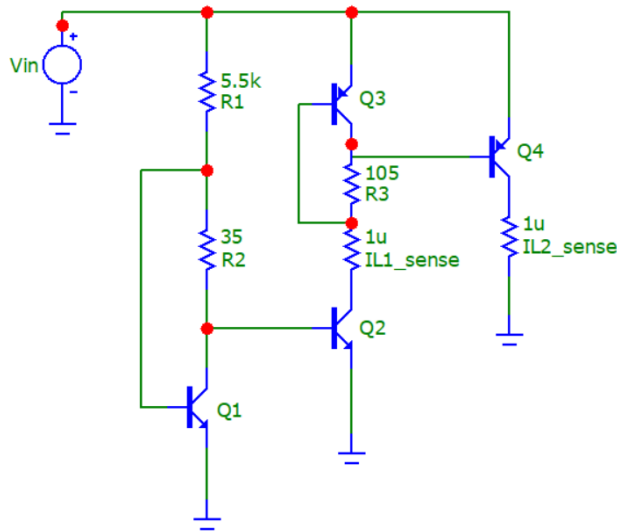 +
Vin
-
5.5k
R1
Q3
Q4
105
R3
35
R2
1u
IL1_sense
1u
IL2_sense
Q2
Q1